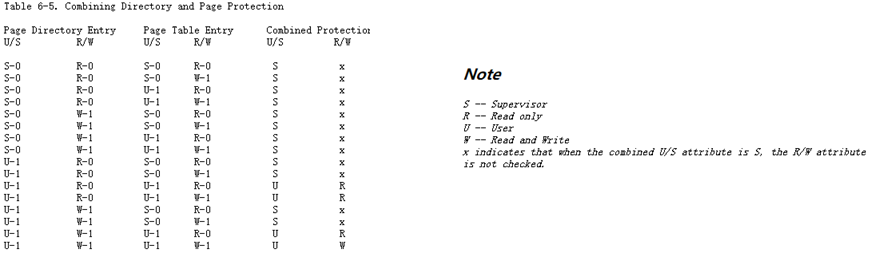 Table 6-5. Combining Directory and Page Protection
Page Directory Entry Page Table Entry Combined Protection
U/S R/W U/S R/W U/S R/W
S-0 R-0 S-0 R-0 S x
S-0 R-0 S-0 W-1 S x
S-0 R-0 U-1 R-0 S x
S-0 R-0 U-1 W-1 S x
S-0 W-1 S-0 R-0 S x
S-0 W-1 S-0 W-1 S x
S-0 W-1 U-1 R-0 S x
S-0 W-1 U-1 W-1 S x
U-1 R-0 S-0 R-0 S x
U-1 R-0 S-0 W-1 S x
U-1 R-0 U-1 R-0 U R
U-1 R-0 U-1 W-1 U R
U-1 W-1 S-0 R-0 S x
U-1 W-1 S-0 W-1 S x
U-1 W-1 U-1 R-0 U R
U-1 W-1 U-1 W-1 U W
Note
S -- Supervisor
R -- Read only
U -- User
W -- Read and Write
x indicates that when the combined U/S attribute is S, the R/W attribute
is not checked.